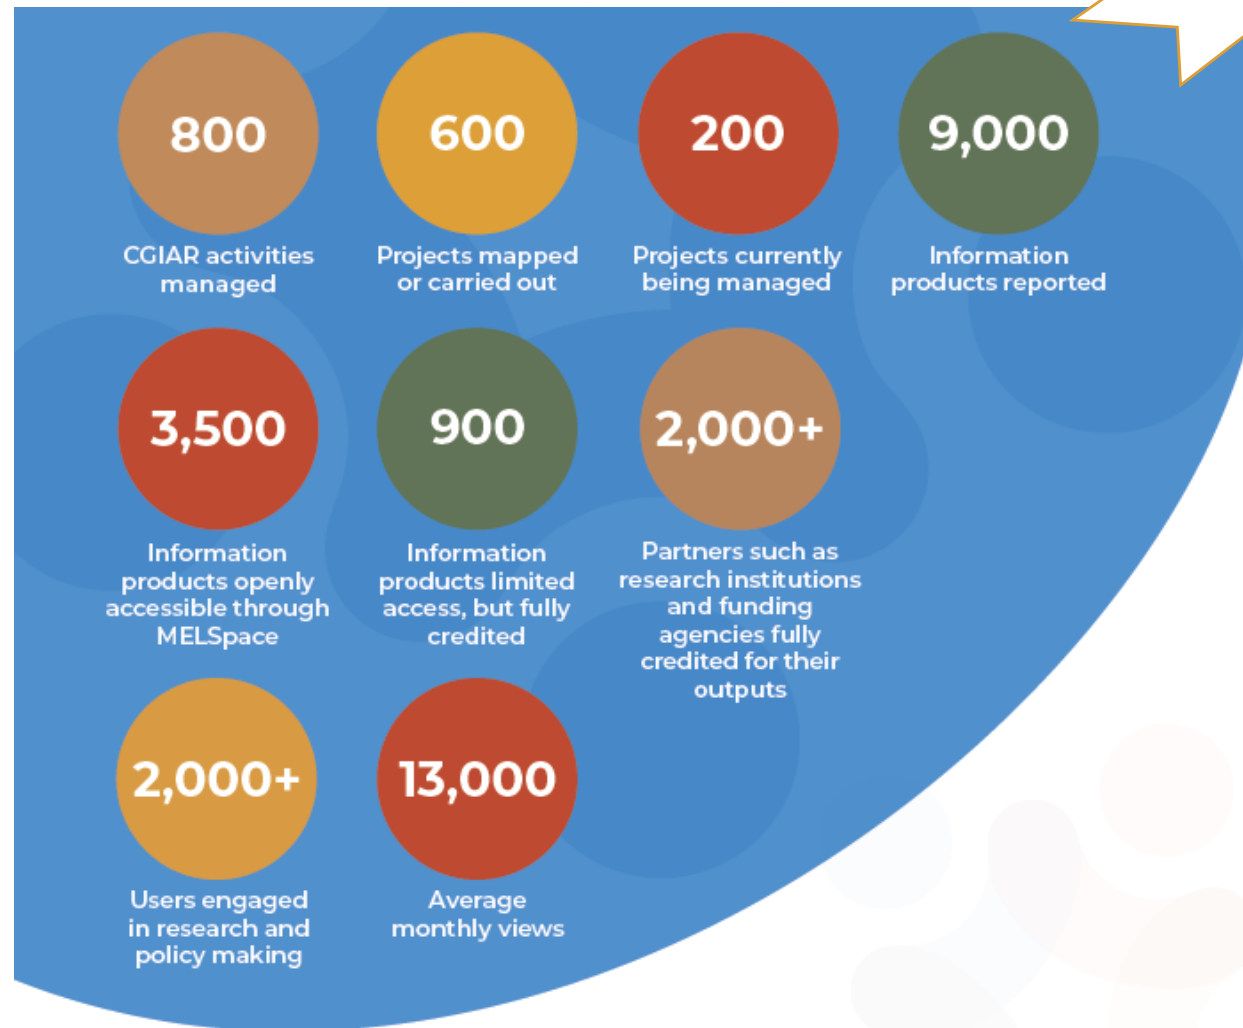 800
CGIAR activities
managed
600
Projects mapped
or carried out
200
Projects currently
being managed
9,000
Information
products reported
3,500
Information
products openly
accessible through
MELSpace
900
Information
products limited
access, but fully
credited
2,000+
Partners such as
research institutions
and funding
agencies fully
credited for their
outputs
2,000+
Users engaged
in research and
policy making
13,000
Average
monthly views